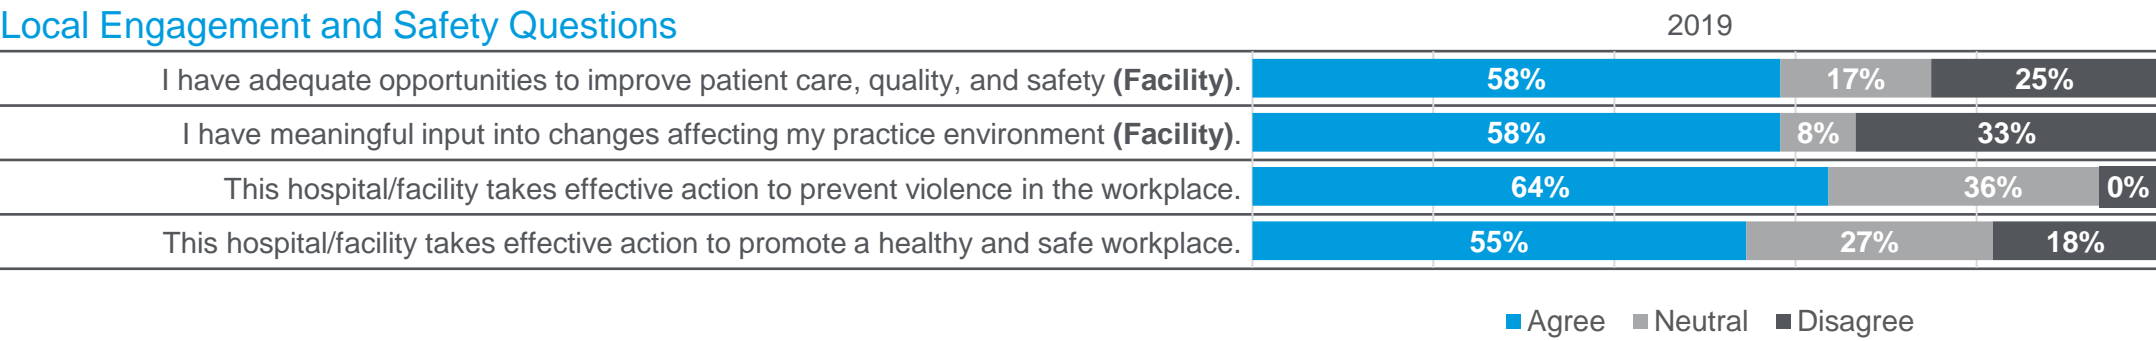 Local Engagement and Safety Questions 2019
I have adequate opportunities to improve patient care, quality, and safety (Facility). 58% 17% 25%
I have meaningful input into changes affecting my practice environment (Facility). 58% 8% 33%
This hospital/facility takes effective action to prevent violence in the workplace. 64% 36% 0%
This hospital/facility takes effective action to promote a healthy and safe workplace. 55% 27% 18%
Agree Neutral Disagree